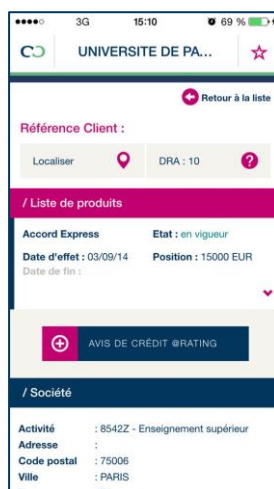 3G 15:10 69 %
UNIVERSITE DE PA...
Retour à la liste
Référence Client :
Localiser DRA : 10 ?
/ Liste de produits
Accord Express Etat : en vigueur
Date d'effet : 03/09/14 Position : 15000 EUR
Date de fin :
AVIS DE CRÉDIT @RATING
/ Société
Activité : 8542Z - Enseignement supérieur
Adresse :
Code postal : 75006
Ville : PARIS